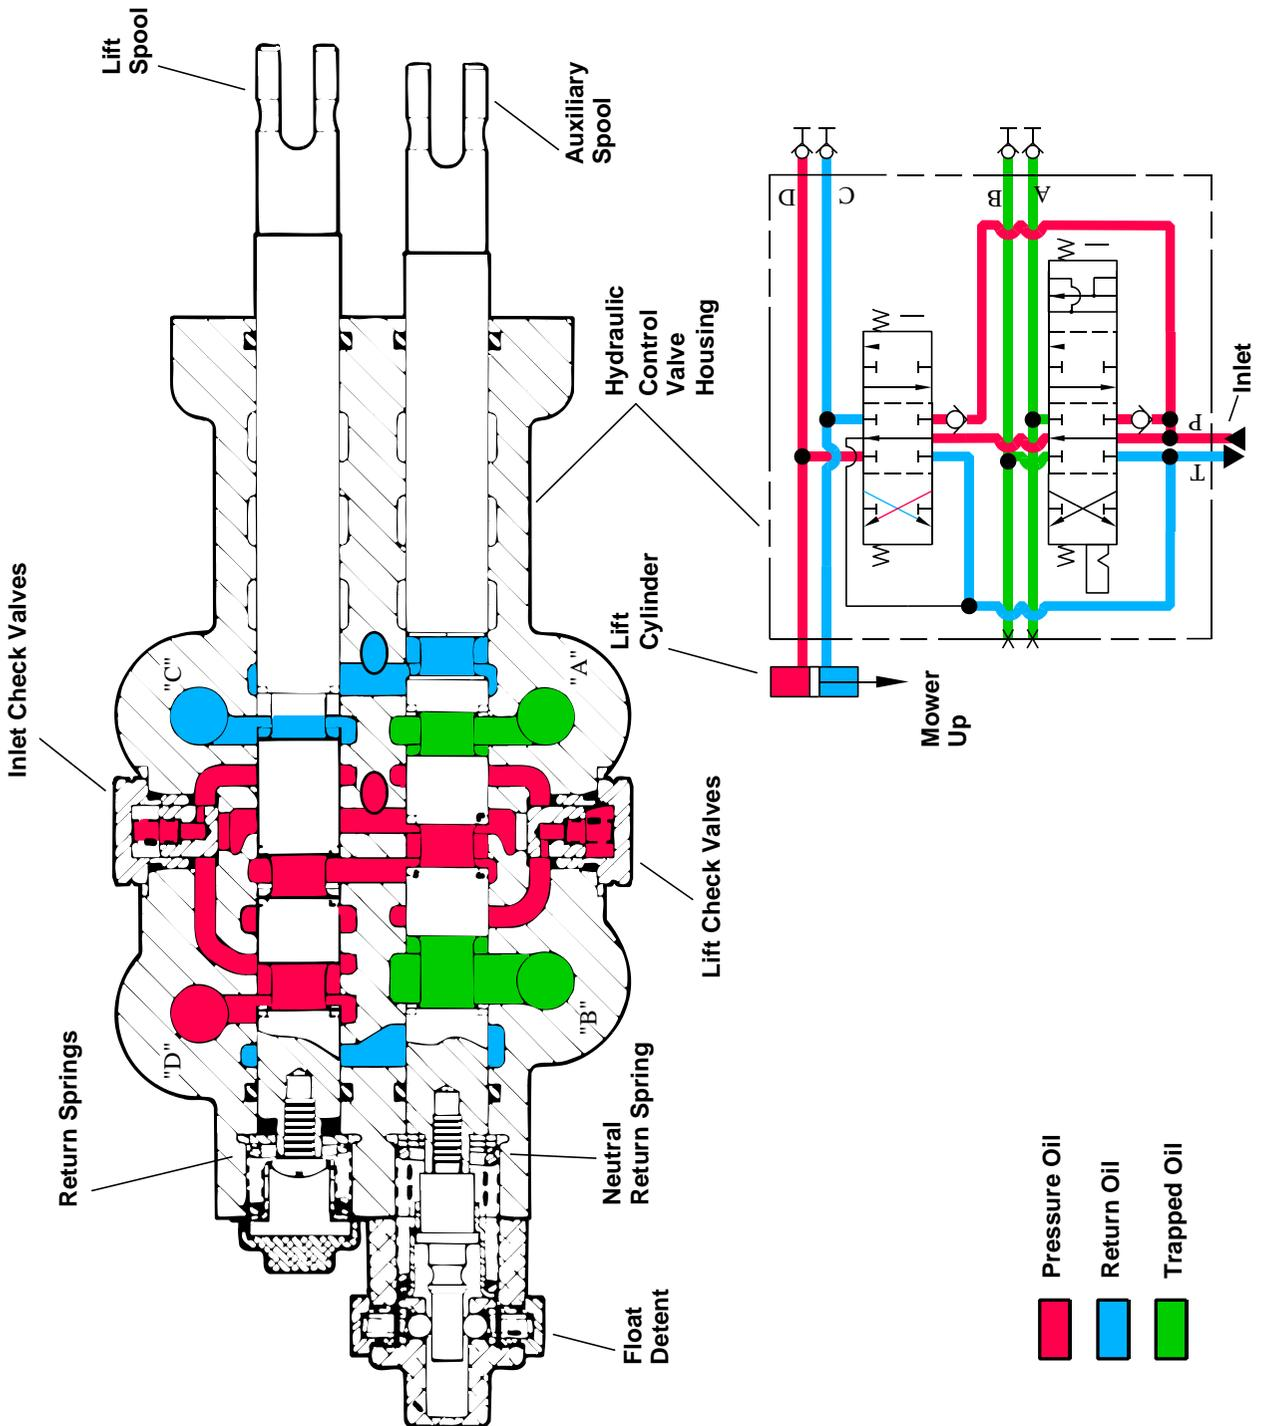 Lift
Spool
Auxiliary
Spool
Inlet Check Valves
Hydraulic
Control
Valve
Housing
D
C
B
A
P
T
Inlet
Lift
Cylinder
Mower
Up
"C"
"A"
"D"
"B"
Lift Check Valves
Return Springs
Neutral
Return Spring
Float
Detent
Pressure Oil
Return Oil
Trapped Oil